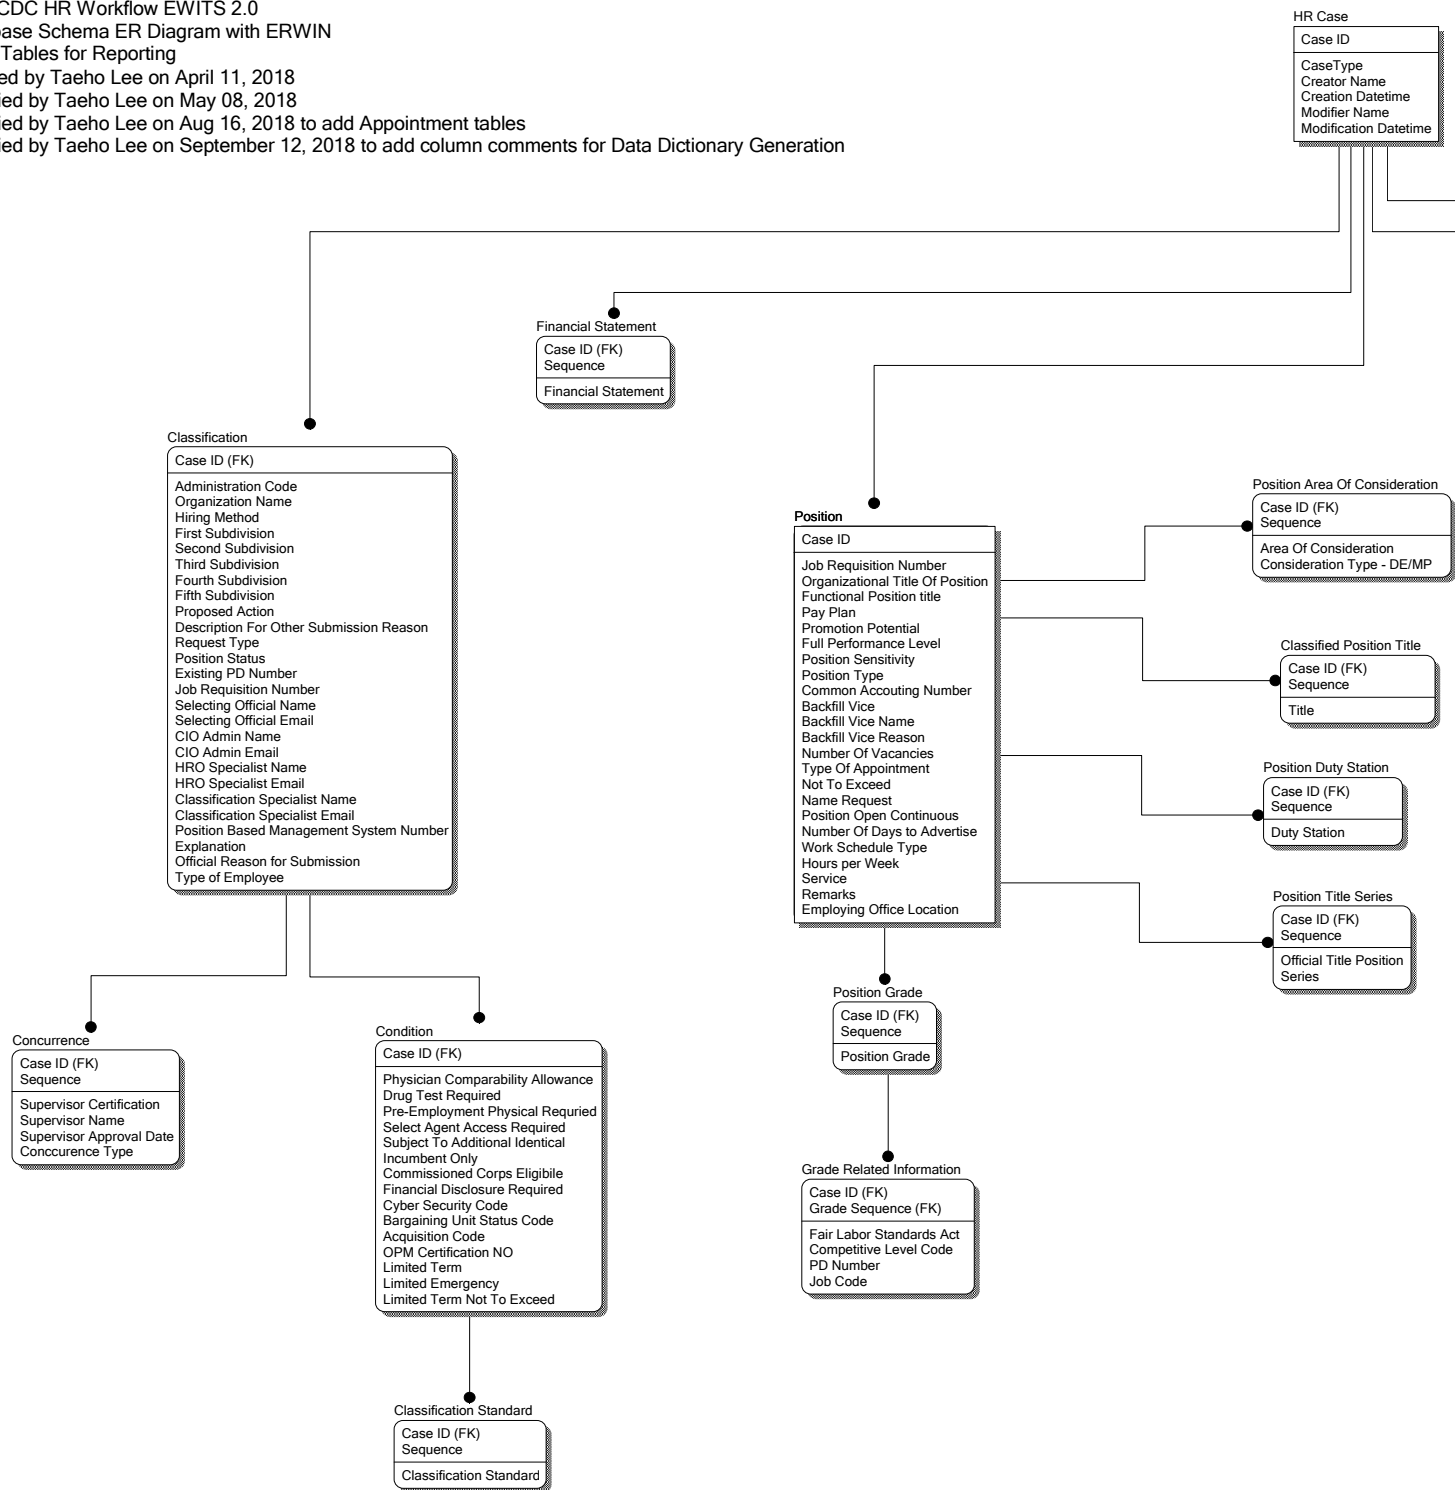 CDC HR Workflow EWITS 2.0
base Schema ER Diagram with ERWIN
Tables for Reporting
ed by Taeho Lee on April 11, 2018
ied by Taeho Lee on May 08, 2018
ied by Taeho Lee on Aug 16, 2018 to add Appointment tables
ied by Taeho Lee on September 12, 2018 to add column comments for Data Dictionary Generation
HR Case
Case ID
CaseType
Creator Name
Creation Datetime
Modifier Name
Modification Datetime
Financial Statement
Case ID (FK)
Sequence
Financial Statement
Classification
Case ID (FK)
Administration Code
Organization Name
Hiring Method
First Subdivision
Second Subdivision
Third Subdivision
Fourth Subdivision
Fifth Subdivision
Proposed Action
Description For Other Submission Reason
Request Type
Position Status
Existing PD Number
Job Requisition Number
Selecting Official Name
Selecting Official Email
CIO Admin Name
CIO Admin Email
HRO Specialist Name
HRO Specialist Email
Classification Specialist Name
Classification Specialist Email
Position Based Management System Number
Explanation
Official Reason for Submission
Type of Employee
Position
Case ID
Job Requisition Number
Organizational Title Of Position
Functional Position title
Pay Plan
Promotion Potential
Full Performance Level
Position Sensitivity
Position Type
Common Accouting Number
Backfill Vice
Backfill Vice Name
Backfill Vice Reason
Number Of Vacancies
Type Of Appointment
Not To Exceed
Name Request
Position Open Continuous
Number Of Days to Advertise
Work Schedule Type
Hours per Week
Service
Remarks
Employing Office Location
Position Area Of Consideration
Case ID (FK)
Sequence
Area Of Consideration
Consideration Type - DE/MP
Classified Position Title
Case ID (FK)
Sequence
Title
Position Duty Station
Case ID (FK)
Sequence
Duty Station
Position Title Series
Case ID (FK)
Sequence
Official Title Position
Series
Concurrence
Case ID (FK)
Sequence
Supervisor Certification
Supervisor Name
Supervisor Approval Date
Conccurence Type
Condition
Case ID (FK)
Physician Comparability Allowance
Drug Test Required
Pre-Employment Physical Requried
Select Agent Access Required
Subject To Additional Identical
Incumbent Only
Commissioned Corps Eligibile
Financial Disclosure Required
Cyber Security Code
Bargaining Unit Status Code
Acquisition Code
OPM Certification NO
Limited Term
Limited Emergency
Limited Term Not To Exceed
Position Grade
Case ID (FK)
Sequence
Position Grade
Grade Related Information
Case ID (FK)
Grade Sequence (FK)
Fair Labor Standards Act
Competitive Level Code
PD Number
Job Code
Classification Standard
Case ID (FK)
Sequence
Classification Standard